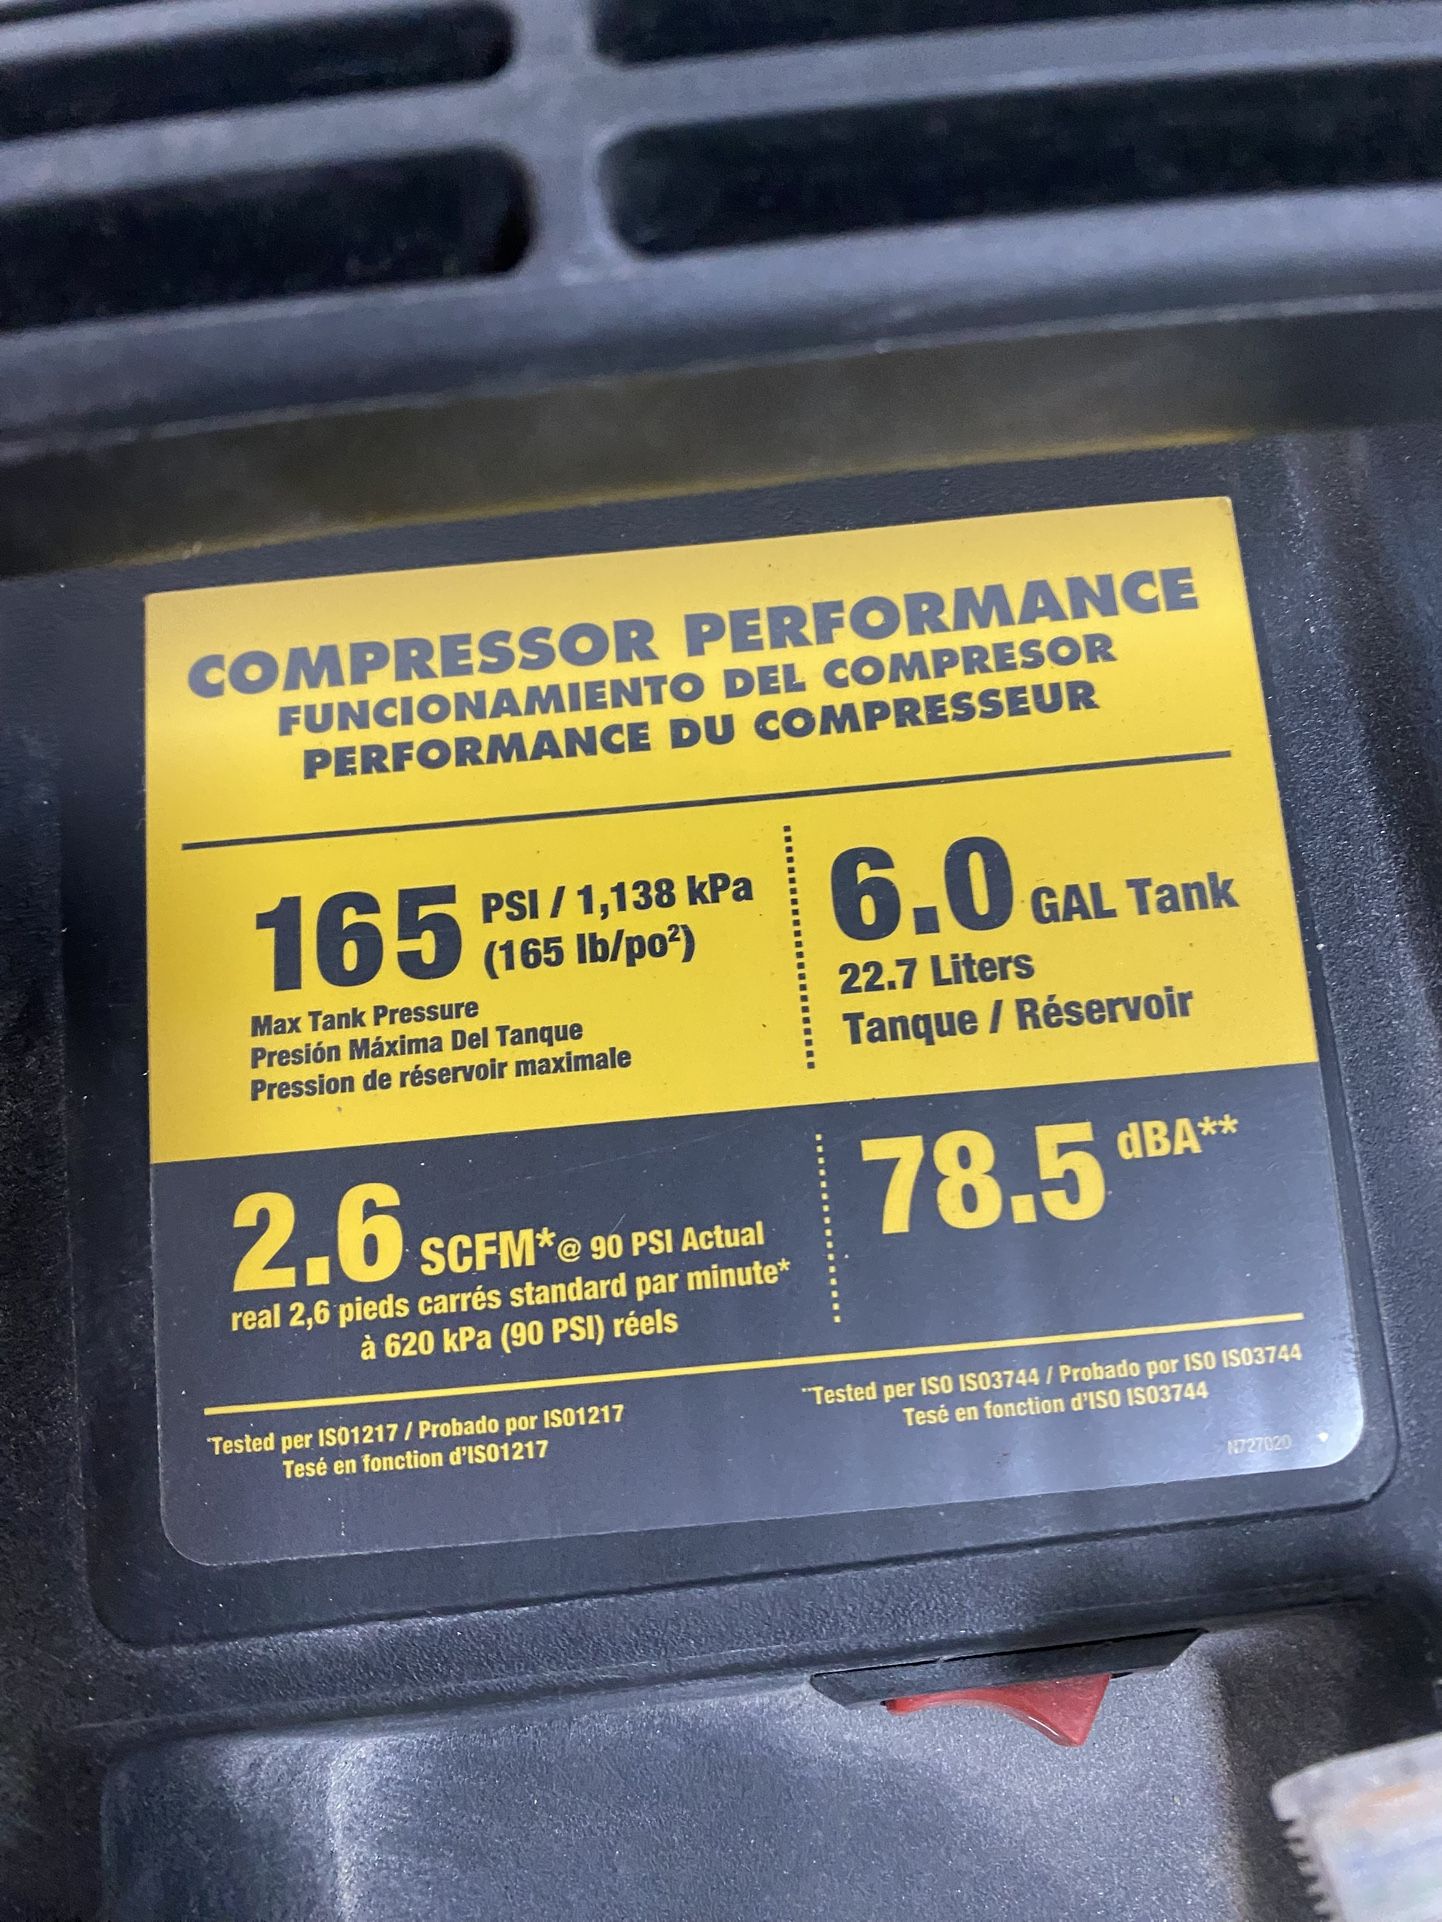 COMPRESSOR PERFORMANCE
FUNCIONAMIENTO DEL COMPRESOR
PERFORMANCE DU COMPRESSEUR
165 PSI / 1,138 kPa
(165 lb/po²)
Max Tank Pressure
Presión Máxima Del Tanque
Pression de réservoir maximale
6.0 GAL Tank
22.7 Liters
Tanque / Réservoir
2.6 SCFM*@ 90 PSI Actual
real 2,6 pieds carrés standard par minute*
à 620 kPa (90 PSI) réels
78.5 dBA**
*Tested per ISO1217 / Probado por ISO1217
Tesé en fonction d'ISO1217
**Tested per ISO ISO3744 / Probado por ISO ISO3744
Tesé en fonction d'ISO ISO3744
N727020